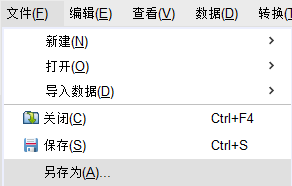 文件(F) 编辑(E) 查看(V) 数据(D) 转换(T
新建(N)
打开(O)
导入数据(D)
关闭(C) Ctrl+F4
保存(S) Ctrl+S
另存为(A)...